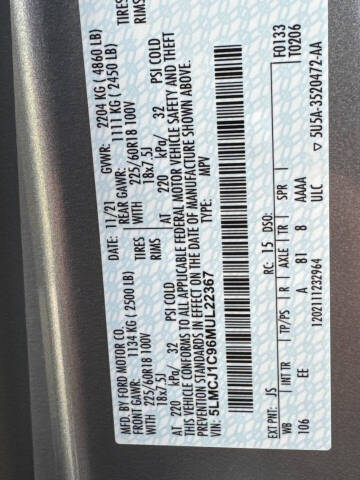 MFD. BY FORD MOTOR CO.
DATE: 11/21 GVWR: 2204 KG ( 4860 LB)
FRONT GAWR: 1134 KG ( 2500 LB) REAR GAWR: 1111 KG ( 2450 LB)
WITH 225/60R18 100V TIRES WITH 225/60R18 100V TIRES
18x7.5J RIMS 18x7.5J RIMS
AT 220 kPa/ 32 PSI COLD AT 220 kPa/ 32 PSI COLD
THIS VEHICLE CONFORMS TO ALL APPLICABLE FEDERAL MOTOR VEHICLE SAFETY AND THEFT
PREVENTION STANDARDS IN EFFECT ON THE DATE OF MANUFACTURE SHOWN ABOVE.
VIN: 5LMCJ1C96MUL22367 TYPE: MPV
F0133
T0206
EXT PNT: JS RC: 15 DSO:
WB INT TR TP/PS R AXLE TR SPR
106 EE A B1 8 AAAA
1202111232964 ULC ▽ 5U5A-3520472-AA